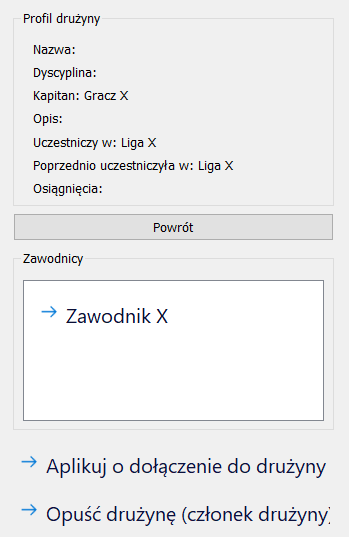 Profil drużyny
Nazwa:
Dyscyplina:
Kapitan: Gracz X
Opis:
Uczestniczy w: Liga X
Poprzednio uczestniczyła w: Liga X
Osiągnięcia:
Powrót
Zawodnicy
Zawodnik X
Aplikuj o dołączenie do drużyny
Opuść drużynę (członek drużyny)